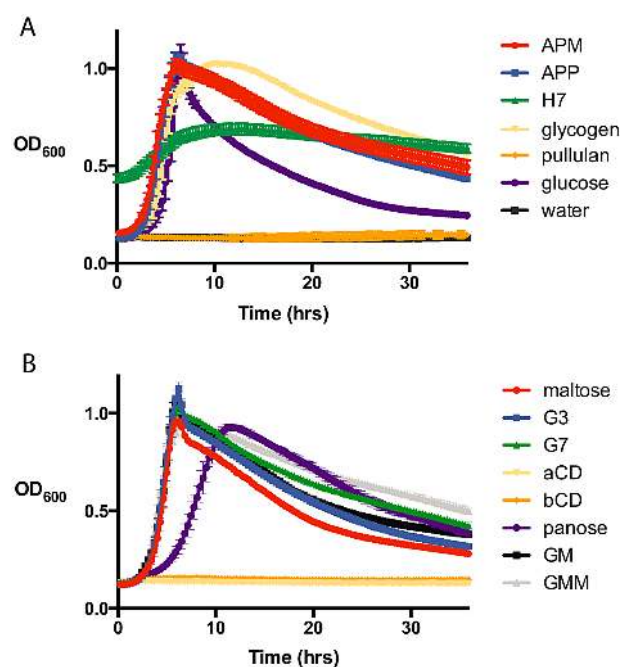 A
APM
APP
H7
glycogen
pullulan
glucose
water
OD600
1.0
0.5
0.0
0 10 20 30
Time (hrs)
B
maltose
G3
G7
aCD
bCD
panose
GM
GMM
OD600
1.0
0.5
0.0
0 10 20 30
Time (hrs)